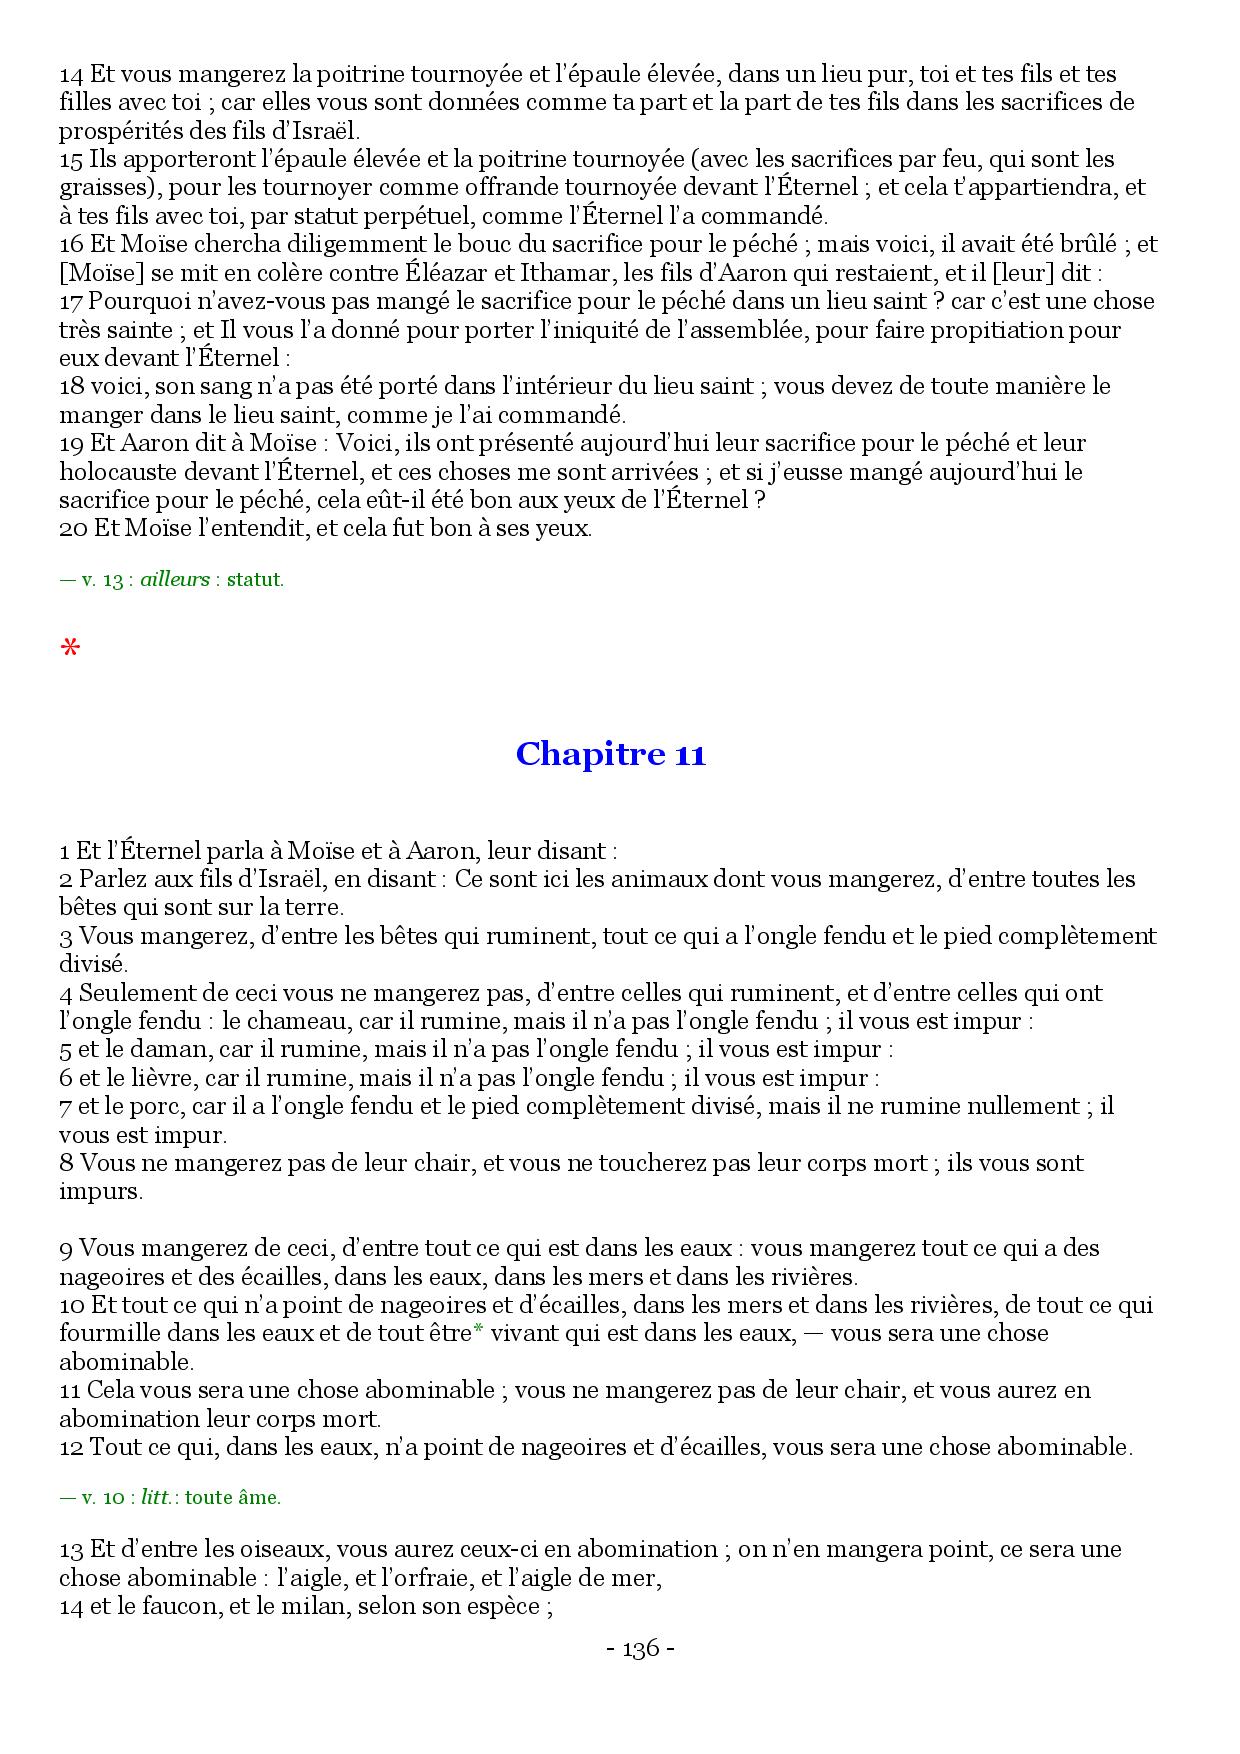 14 Et vous mangerez la poitrine tournoyée et l’épaule élevée, dans un lieu pur, toi et tes fils et tes
filles avec toi ; car elles vous sont données comme ta part et la part de tes fils dans les sacrifices de
prospérités des fils d’Israël.
15 Ils apporteront l’épaule élevée et la poitrine tournoyée (avec les sacrifices par feu, qui sont les
graisses), pour les tournoyer comme offrande tournoyée devant l’Éternel ; et cela t’appartiendra, et
à tes fils avec toi, par statut perpétuel, comme l’Éternel l’a commandé.
16 Et Moïse chercha diligemment le bouc du sacrifice pour le péché ; mais voici, il avait été brûlé ; et
[Moïse] se mit en colère contre Éléazar et Ithamar, les fils d’Aaron qui restaient, et il [leur] dit :
17 Pourquoi n’avez-vous pas mangé le sacrifice pour le péché dans un lieu saint ? car c’est une chose
très sainte ; et Il vous l’a donné pour porter l’iniquité de l’assemblée, pour faire propitiation pour
eux devant l’Éternel :
18 voici, son sang n’a pas été porté dans l’intérieur du lieu saint ; vous devez de toute manière le
manger dans le lieu saint, comme je l’ai commandé.
19 Et Aaron dit à Moïse : Voici, ils ont présenté aujourd’hui leur sacrifice pour le péché et leur
holocauste devant l’Éternel, et ces choses me sont arrivées ; et si j’eusse mangé aujourd’hui le
sacrifice pour le péché, cela eût-il été bon aux yeux de l’Éternel ?
20 Et Moïse l’entendit, et cela fut bon à ses yeux.
— v. 13 : ailleurs : statut.
*
Chapitre 11
1 Et l’Éternel parla à Moïse et à Aaron, leur disant :
2 Parlez aux fils d’Israël, en disant : Ce sont ici les animaux dont vous mangerez, d’entre toutes les
bêtes qui sont sur la terre.
3 Vous mangerez, d’entre les bêtes qui ruminent, tout ce qui a l’ongle fendu et le pied complètement
divisé.
4 Seulement de ceci vous ne mangerez pas, d’entre celles qui ruminent, et d’entre celles qui ont
l’ongle fendu : le chameau, car il rumine, mais il n’a pas l’ongle fendu ; il vous est impur :
5 et le daman, car il rumine, mais il n’a pas l’ongle fendu ; il vous est impur :
6 et le lièvre, car il rumine, mais il n’a pas l’ongle fendu ; il vous est impur :
7 et le porc, car il a l’ongle fendu et le pied complètement divisé, mais il ne rumine nullement ; il
vous est impur.
8 Vous ne mangerez pas de leur chair, et vous ne toucherez pas leur corps mort ; ils vous sont
impurs.
9 Vous mangerez de ceci, d’entre tout ce qui est dans les eaux : vous mangerez tout ce qui a des
nageoires et des écailles, dans les eaux, dans les mers et dans les rivières.
10 Et tout ce qui n’a point de nageoires et d’écailles, dans les mers et dans les rivières, de tout ce qui
fourmille dans les eaux et de tout être* vivant qui est dans les eaux, — vous sera une chose
abominable.
11 Cela vous sera une chose abominable ; vous ne mangerez pas de leur chair, et vous aurez en
abomination leur corps mort.
12 Tout ce qui, dans les eaux, n’a point de nageoires et d’écailles, vous sera une chose abominable.
— v. 10 : litt.: toute âme.
13 Et d’entre les oiseaux, vous aurez ceux-ci en abomination ; on n’en mangera point, ce sera une
chose abominable : l’aigle, et l’orfraie, et l’aigle de mer,
14 et le faucon, et le milan, selon son espèce ;
- 136 -